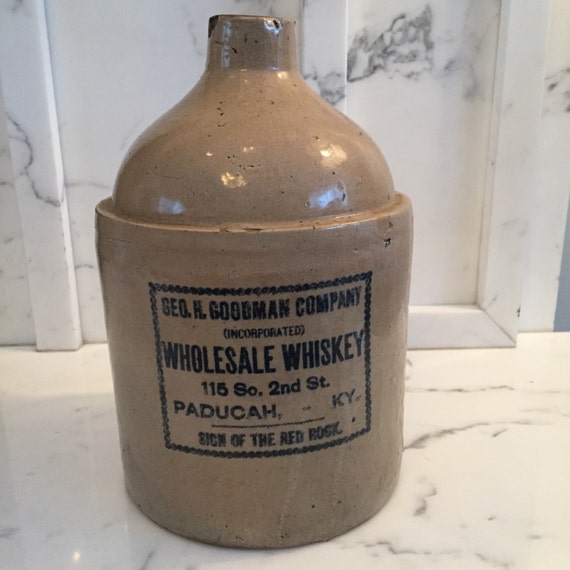 GEO. H. GOODMAN COMPANY
(INCORPORATED)
WHOLESALE WHISKEY
115 So. 2nd St.
PADUCAH, - KY.
SIGN OF THE RED ROCK.